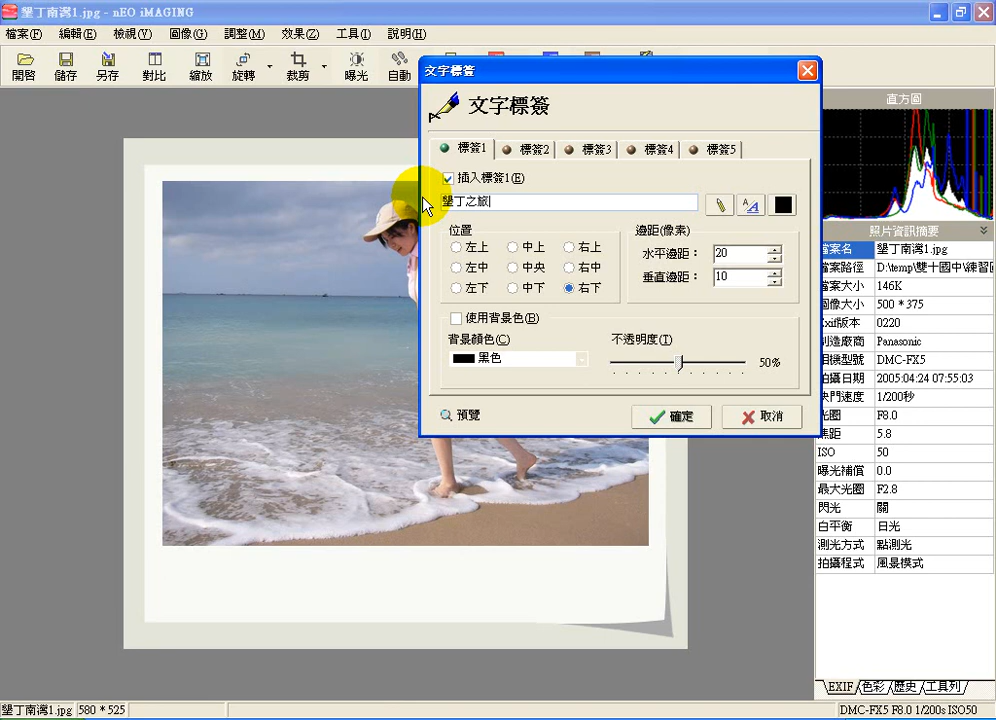 墾丁南灣1.jpg - nEO iMAGING
檔案(F) 編輯(E) 檢視(V) 圖像(G) 調整(M) 效果(Z) 工具(I) 說明(H)
開啟 儲存 另存 對比 縮放 旋轉 裁剪 曝光 自動
文字標簽
文字標簽
標簽1 標簽2 標簽3 標簽4 標簽5
插入標簽1(E)
墾丁之旅
位置
左上 中上 右上
左中 中央 右中
左下 中下 右下
邊距(像素)
水平邊距： 20
垂直邊距： 10
使用背景色(B)
背景顏色(C)
黑色
不透明度(T)
50%
預覽
確定 取消
直方圖
照片資訊摘要
檔案名 墾丁南灣1.jpg
檔案路徑 D:\temp\雙十國中\練習
檔案大小 146K
圖像大小 500 * 375
Exif版本 0220
製造廠商 Panasonic
相機型號 DMC-FX5
拍攝日期 2005:04:24 07:55:03
快門速度 1/200秒
光圈 F8.0
焦距 5.8
ISO 50
曝光補償 0.0
最大光圈 F2.8
閃光 關
白平衡 日光
測光方式 點測光
拍攝程式 風景模式
EXIF 色彩 歷史 工具列
墾丁南灣1.jpg 580 * 525
DMC-FX5 F8.0 1/200s ISO50